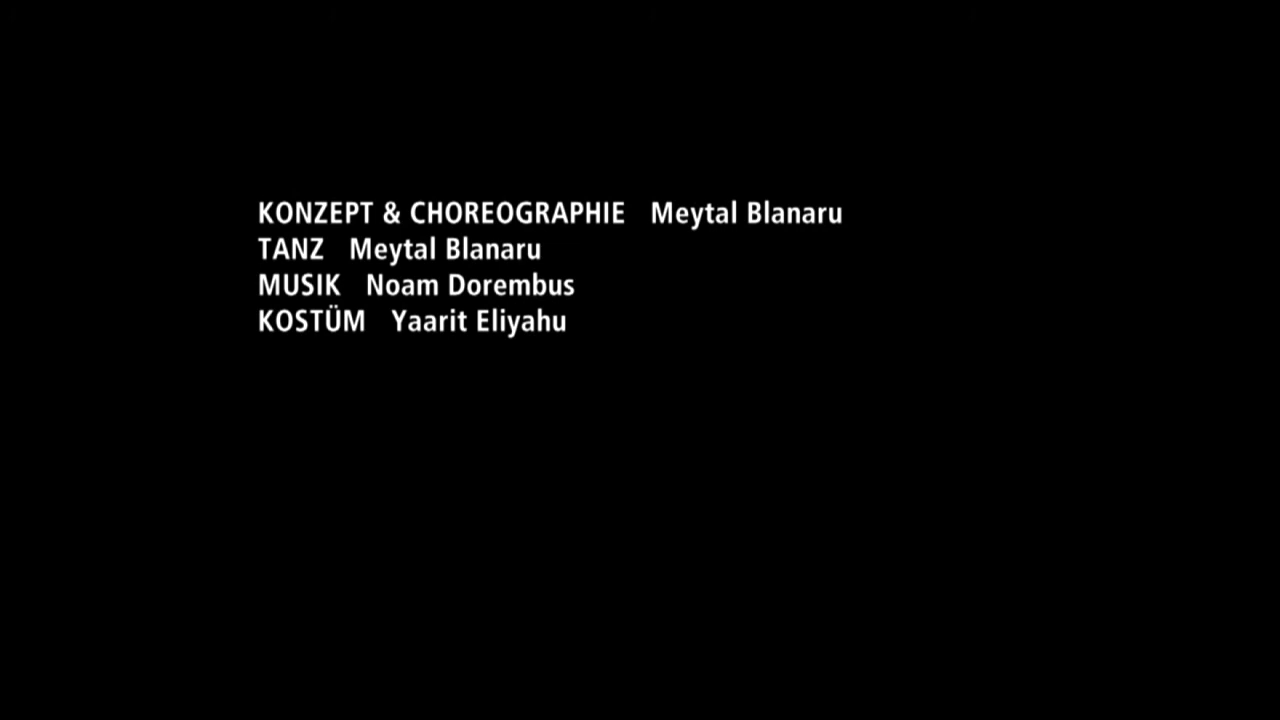 KONZEPT & CHOREOGRAPHIE Meytal Blanaru
TANZ Meytal Blanaru
MUSIK Noam Dorembus
KOSTÜM Yaarit Eliyahu